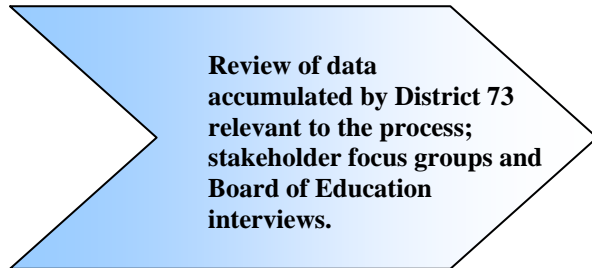 Review of data
accumulated by District 73
relevant to the process;
stakeholder focus groups and
Board of Education
interviews.